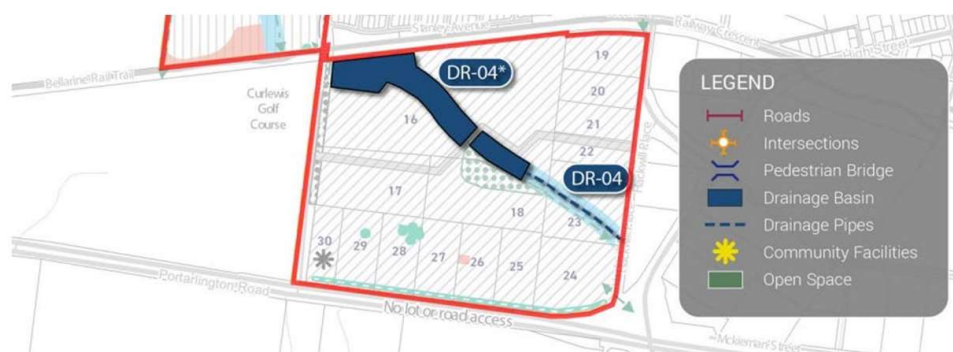 Stanley Avenue
Railway Crescent
Bellarine Rail Trail
DR-04*
19
Curlewis
Golf
Course
20
16
21
22
DR-04
17
18
23
30
29
28
27
26
25
24
Portarlington Road
No lot or road access
McKiernan Street
LEGEND
Roads
Intersections
Pedestrian Bridge
Drainage Basin
Drainage Pipes
Community Facilities
Open Space